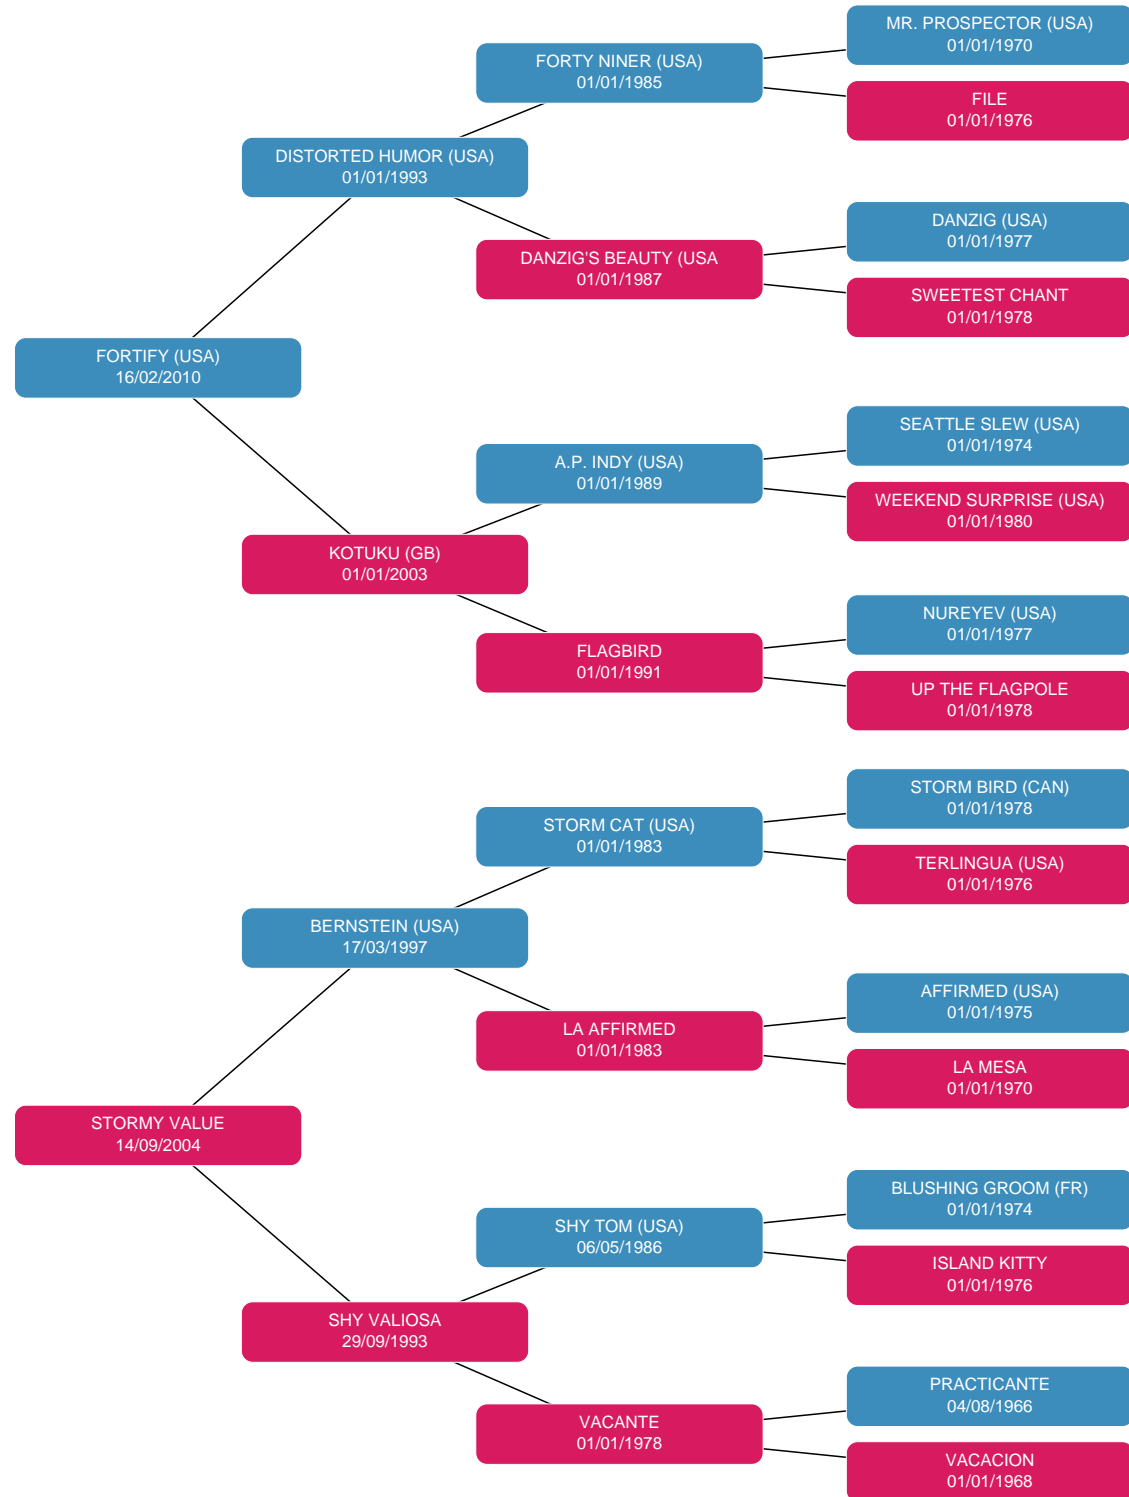 MR. PROSPECTOR (USA)
01/01/1970
FORTY NINER (USA)
01/01/1985
FILE
01/01/1976
DISTORTED HUMOR (USA)
01/01/1993
DANZIG (USA)
01/01/1977
DANZIG'S BEAUTY (USA
01/01/1987
SWEETEST CHANT
01/01/1978
FORTIFY (USA)
16/02/2010
SEATTLE SLEW (USA)
01/01/1974
A.P. INDY (USA)
01/01/1989
WEEKEND SURPRISE (USA)
01/01/1980
KOTUKU (GB)
01/01/2003
NUREYEV (USA)
01/01/1977
FLAGBIRD
01/01/1991
UP THE FLAGPOLE
01/01/1978
STORM BIRD (CAN)
01/01/1978
STORM CAT (USA)
01/01/1983
TERLINGUA (USA)
01/01/1976
BERNSTEIN (USA)
17/03/1997
AFFIRMED (USA)
01/01/1975
LA AFFIRMED
01/01/1983
LA MESA
01/01/1970
STORMY VALUE
14/09/2004
BLUSHING GROOM (FR)
01/01/1974
SHY TOM (USA)
06/05/1986
ISLAND KITTY
01/01/1976
SHY VALIOSA
29/09/1993
PRACTICANTE
04/08/1966
VACANTE
01/01/1978
VACACION
01/01/1968